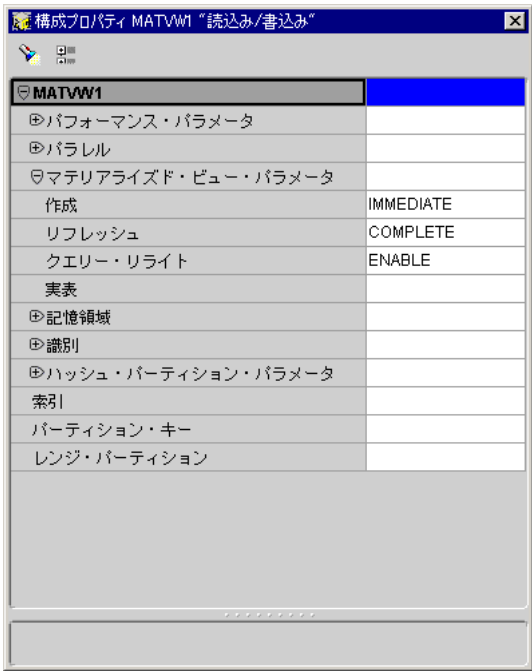 構成プロパティ MATVW1 "読込み/書込み"
MATVW1
パフォーマンス・パラメータ
パラレル
マテリアライズド・ビュー・パラメータ
作成 IMMEDIATE
リフレッシュ COMPLETE
クエリー・リライト ENABLE
実表
記憶領域
識別
ハッシュ・パーティション・パラメータ
索引
パーティション・キー
レンジ・パーティション